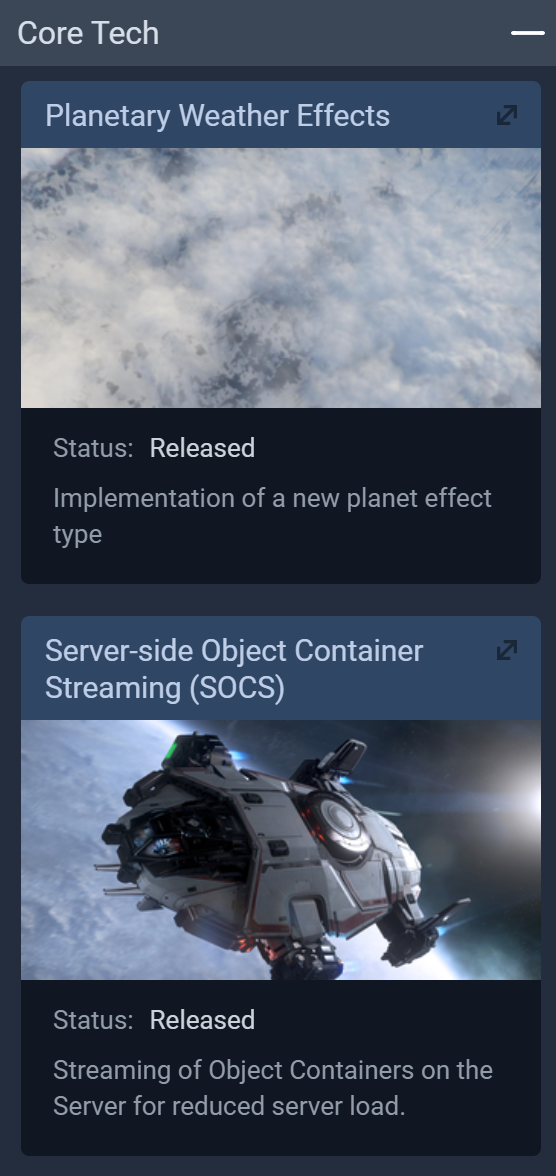 Core Tech
Planetary Weather Effects
Status: Released
Implementation of a new planet effect
type
Server-side Object Container
Streaming (SOCS)
Status: Released
Streaming of Object Containers on the
Server for reduced server load.